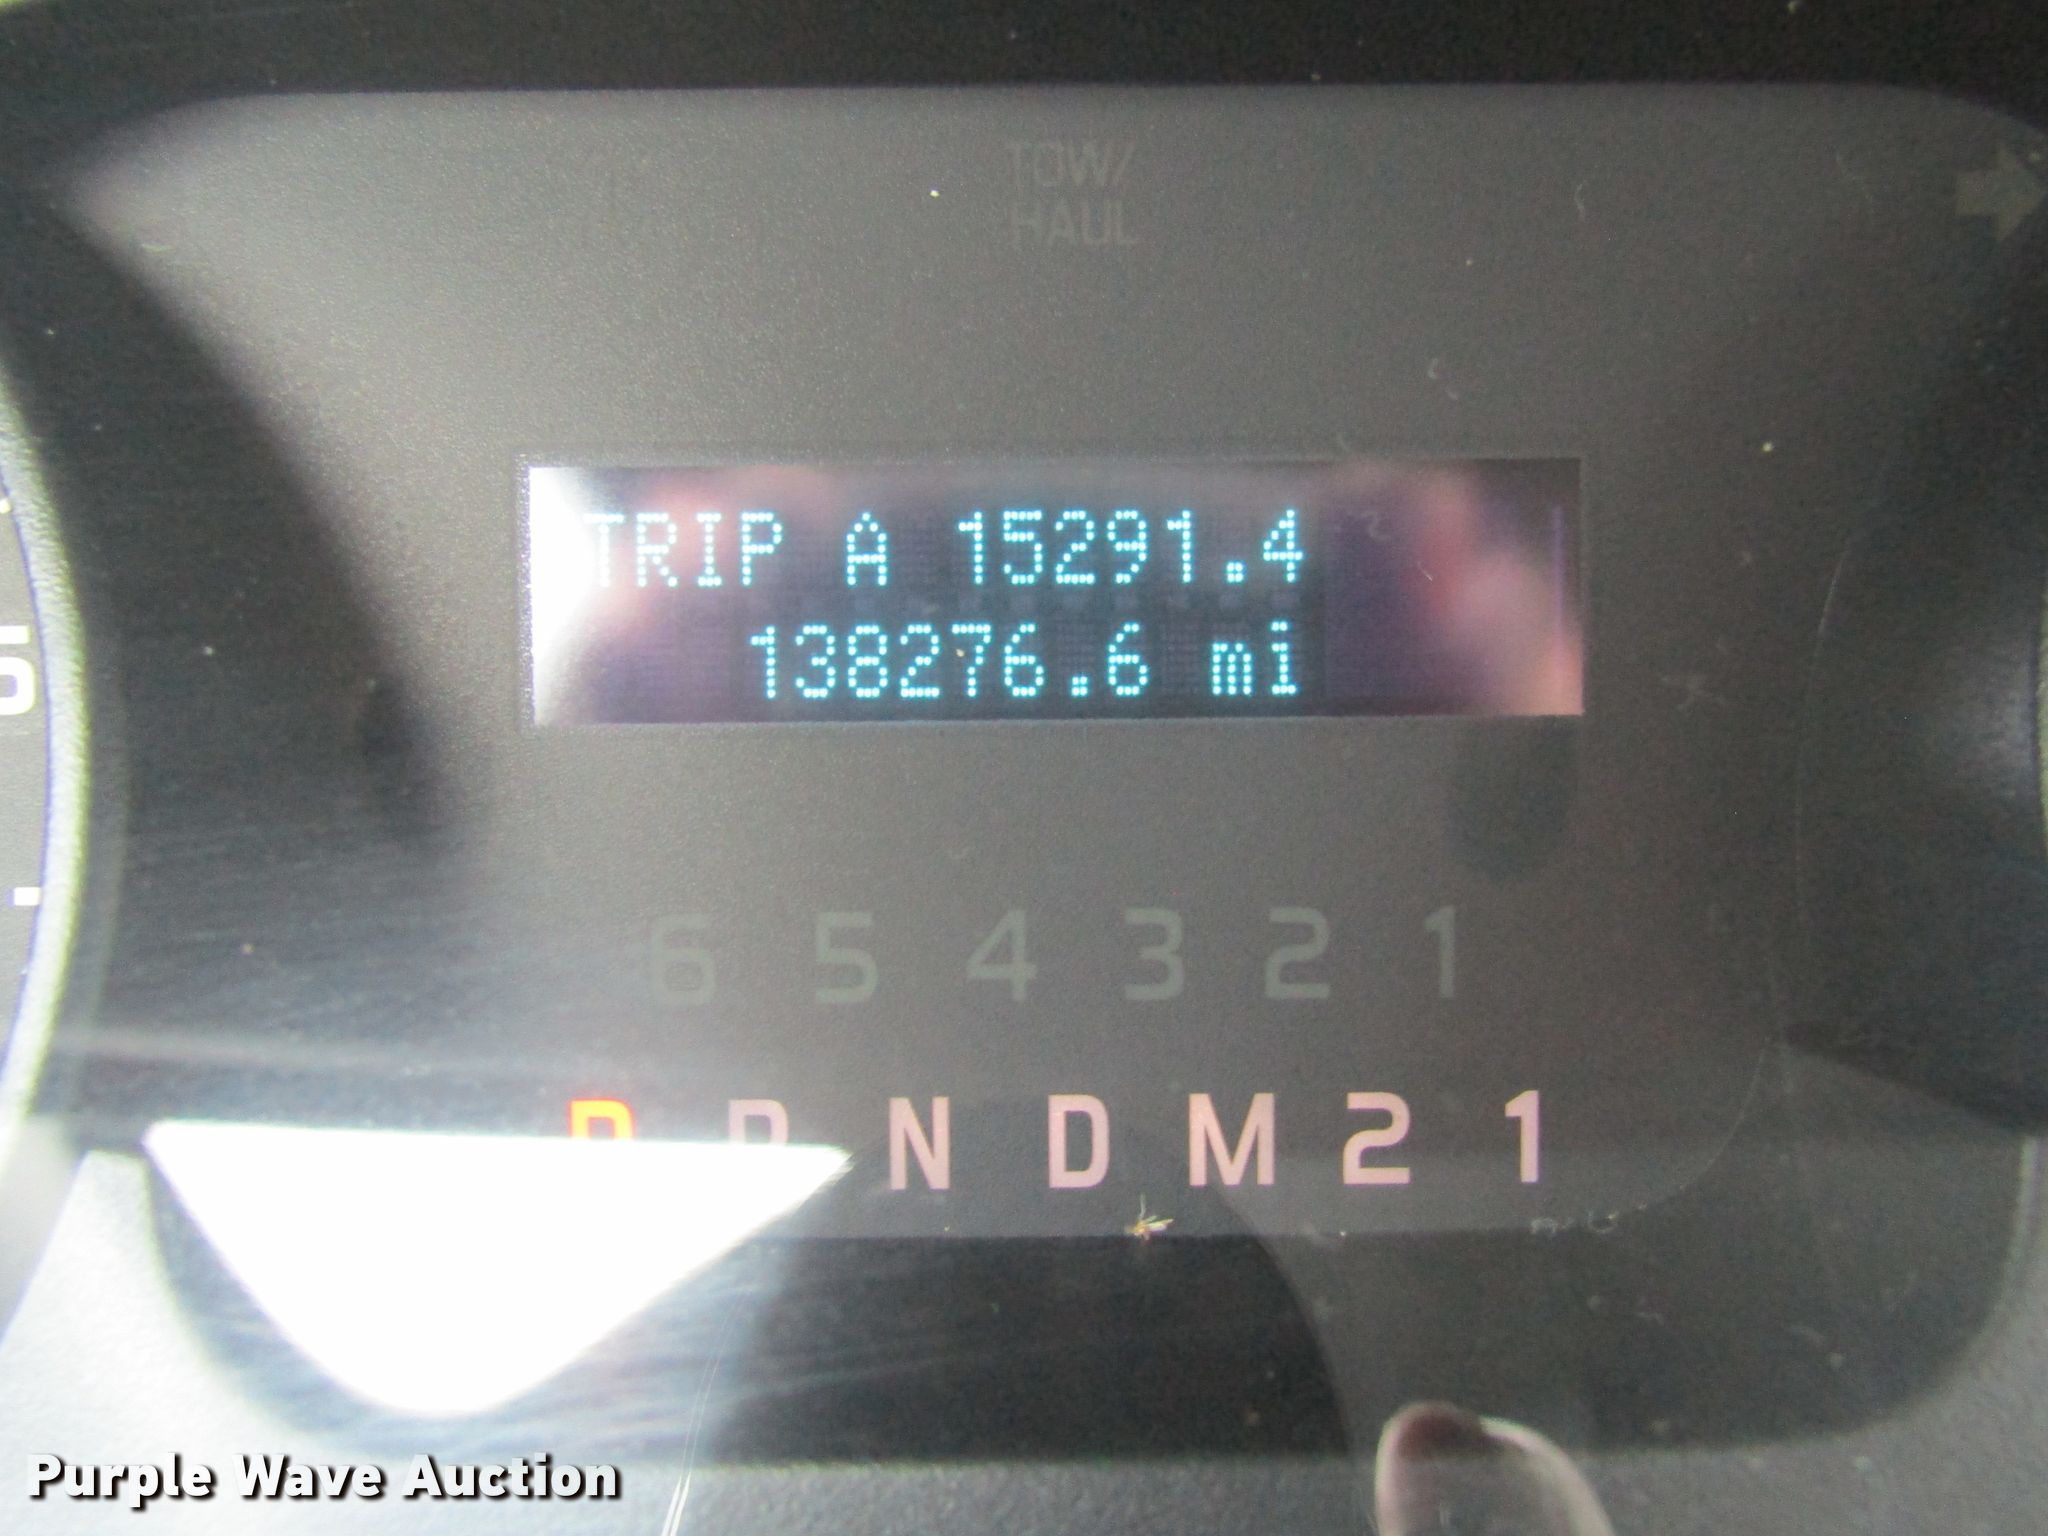 TOW/
HAUL
TRIP A 15291.4
138276.6 mi
5
6 5 4 3 2 1
P R N D M 2 1
Purple Wave Auction